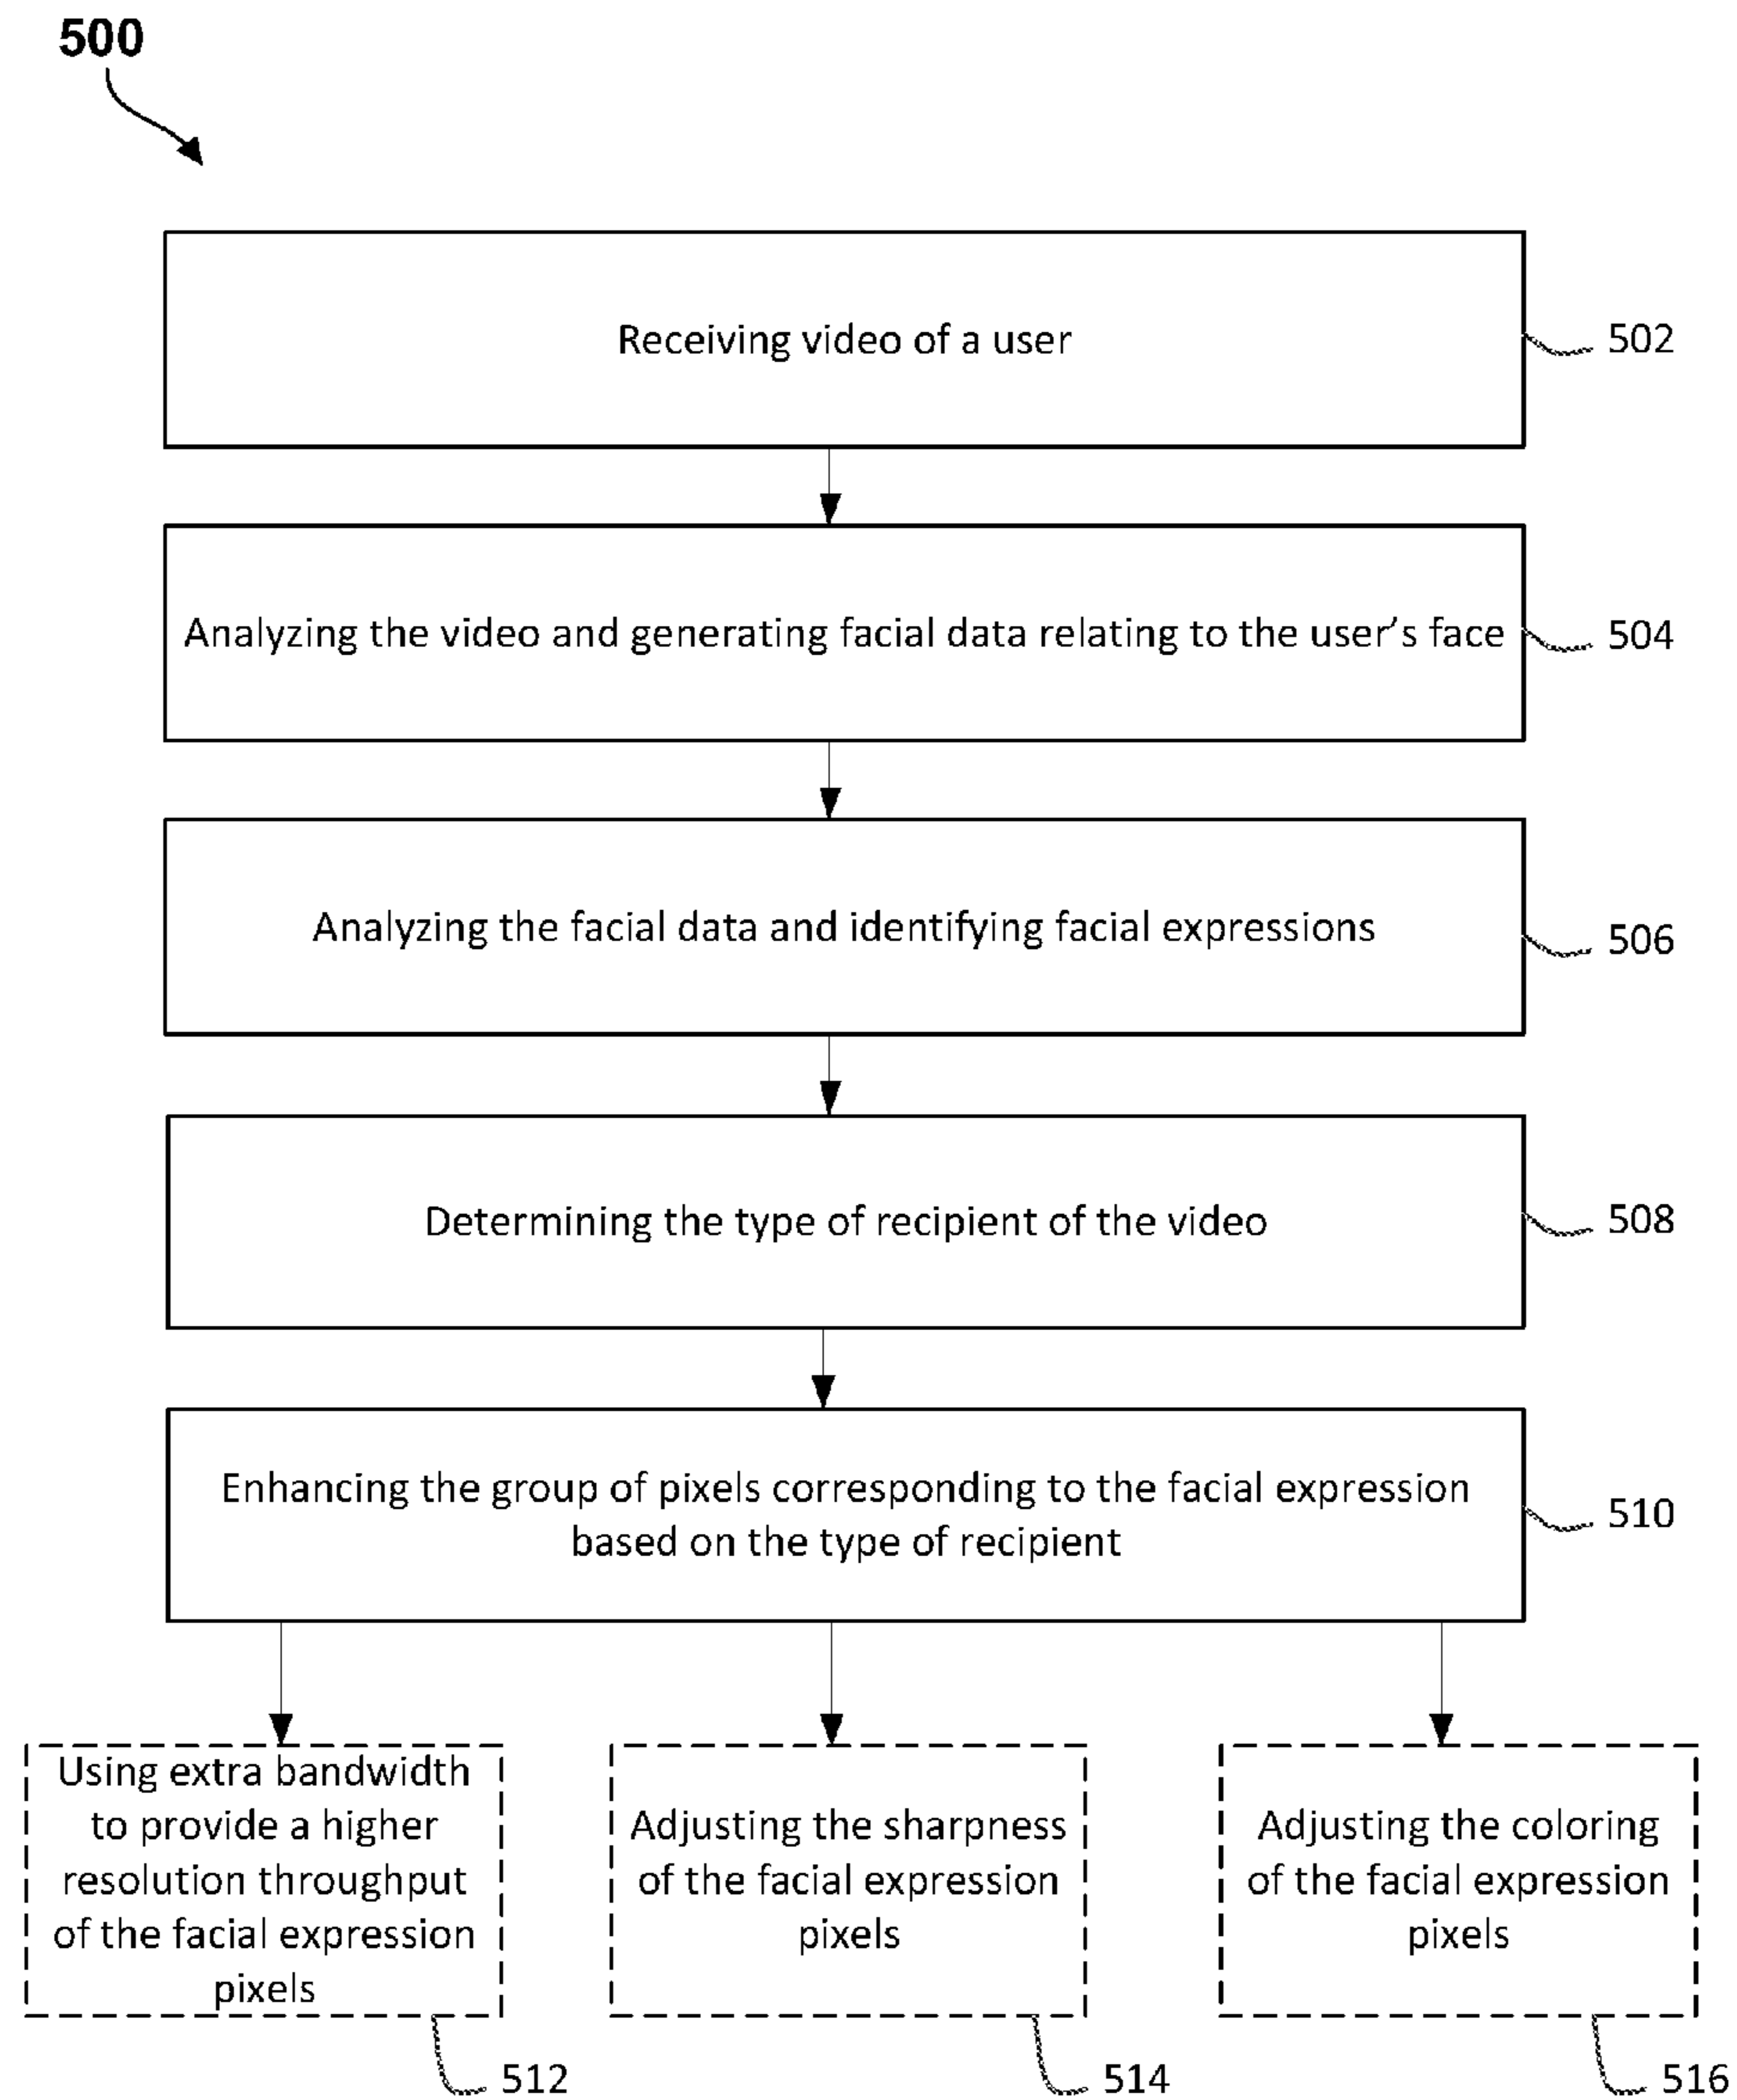 500
Receiving video of a user
502
Analyzing the video and generating facial data relating to the user’s face
504
Analyzing the facial data and identifying facial expressions
506
Determining the type of recipient of the video
508
Enhancing the group of pixels corresponding to the facial expression
based on the type of recipient
510
Using extra bandwidth
to provide a higher
resolution throughput
of the facial expression
pixels
512
Adjusting the sharpness
of the facial expression
pixels
514
Adjusting the coloring
of the facial expression
pixels
516